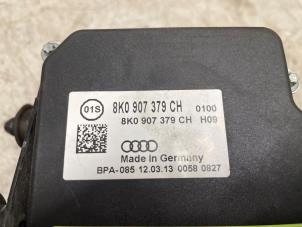 01S 8K0 907 379 CH 0100
8K0 907 379 CH H09
Made in Germany
BPA-085 12.03.13 0058 0827